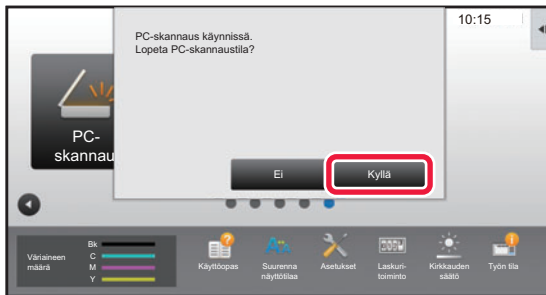 10:15
PC-skannaus käynnissä.
Lopeta PC-skannaustila?
PC-
skannau
Ei
Kyllä
Väriaineen
määrä
Bk
C
M
Y
Käyttöopas
Suurenna
näyttötilaa
Asetukset
Laskuri-
toiminto
Kirkkauden
säätö
Työn tila